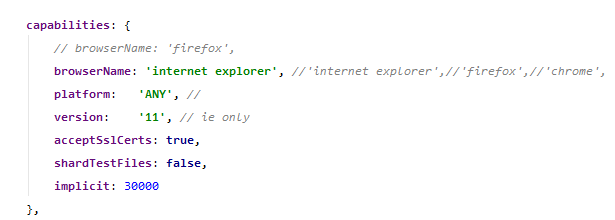 capabilities: {
// browserName: 'firefox',
browserName: 'internet explorer', //'internet explorer',//'firefox',//'chrome',
platform:   'ANY', //
version:    '11', // ie only
acceptSslCerts: true,
shardTestFiles: false,
implicit: 30000
},